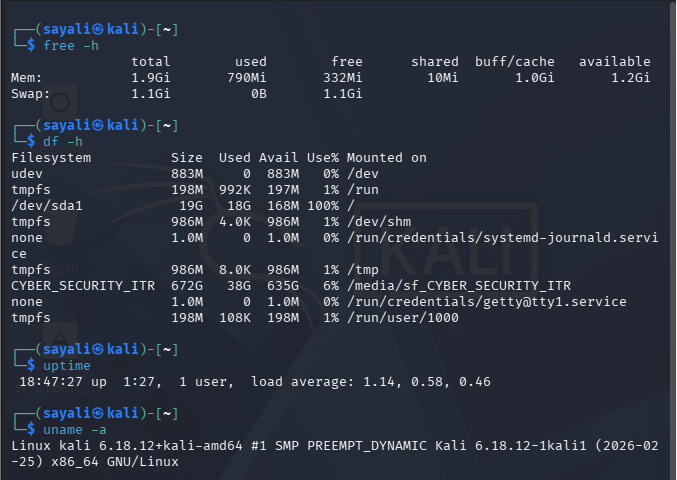 ┌──(sayali㉿kali)-[~]
└─$ free -h
               total        used        free      shared  buff/cache   available
Mem:           1.9Gi       790Mi       332Mi        10Mi       1.0Gi       1.2Gi
Swap:          1.1Gi          0B       1.1Gi
┌──(sayali㉿kali)-[~]
└─$ df -h
Filesystem          Size  Used Avail Use% Mounted on
udev                883M     0  883M   0% /dev
tmpfs               198M  992K  197M   1% /run
/dev/sda1            19G   18G  168M 100% /
tmpfs               986M  4.0K  986M   1% /dev/shm
none                1.0M     0  1.0M   0% /run/credentials/systemd-journald.servi
ce
tmpfs               986M  8.0K  986M   1% /tmp
CYBER_SECURITY_ITR  672G   38G  635G   6% /media/sf_CYBER_SECURITY_ITR
none                1.0M     0  1.0M   0% /run/credentials/getty@tty1.service
tmpfs               198M  108K  198M   1% /run/user/1000
┌──(sayali㉿kali)-[~]
└─$ uptime
 18:47:27 up  1:27,  1 user,  load average: 1.14, 0.58, 0.46
┌──(sayali㉿kali)-[~]
└─$ uname -a
Linux kali 6.18.12+kali-amd64 #1 SMP PREEMPT_DYNAMIC Kali 6.18.12-1kali1 (2026-02
-25) x86_64 GNU/Linux
KALI